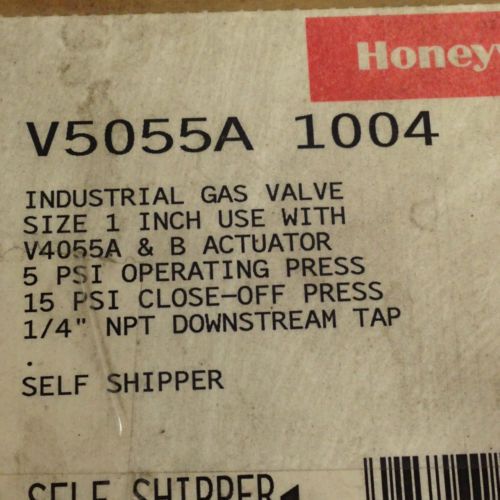 Honeyw
V5055A 1004
INDUSTRIAL GAS VALVE
SIZE 1 INCH USE WITH
V4055A & B ACTUATOR
5 PSI OPERATING PRESS
15 PSI CLOSE-OFF PRESS
1/4" NPT DOWNSTREAM TAP
.
SELF SHIPPER
SELF SHIPPER